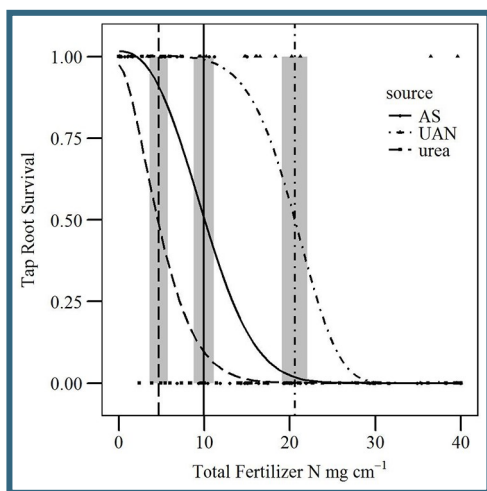 1.00
0.75
0.50
0.25
0.00
Tap Root Survival
source
AS
UAN
urea
0 10 20 30 40
Total Fertilizer N mg cm⁻¹